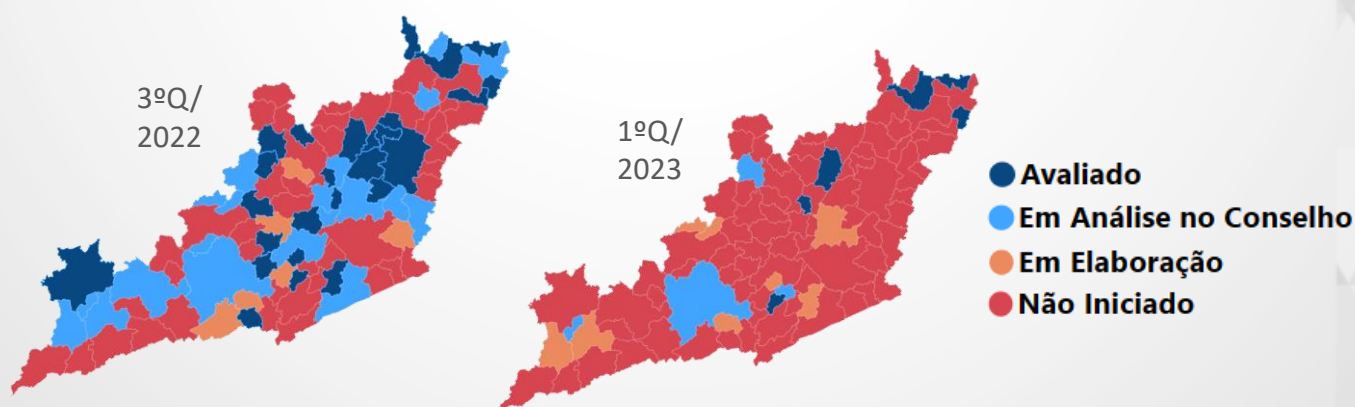 3ºQ/
2022
1ºQ/
2023
Avaliado
Em Análise no Conselho
Em Elaboração
Não Iniciado